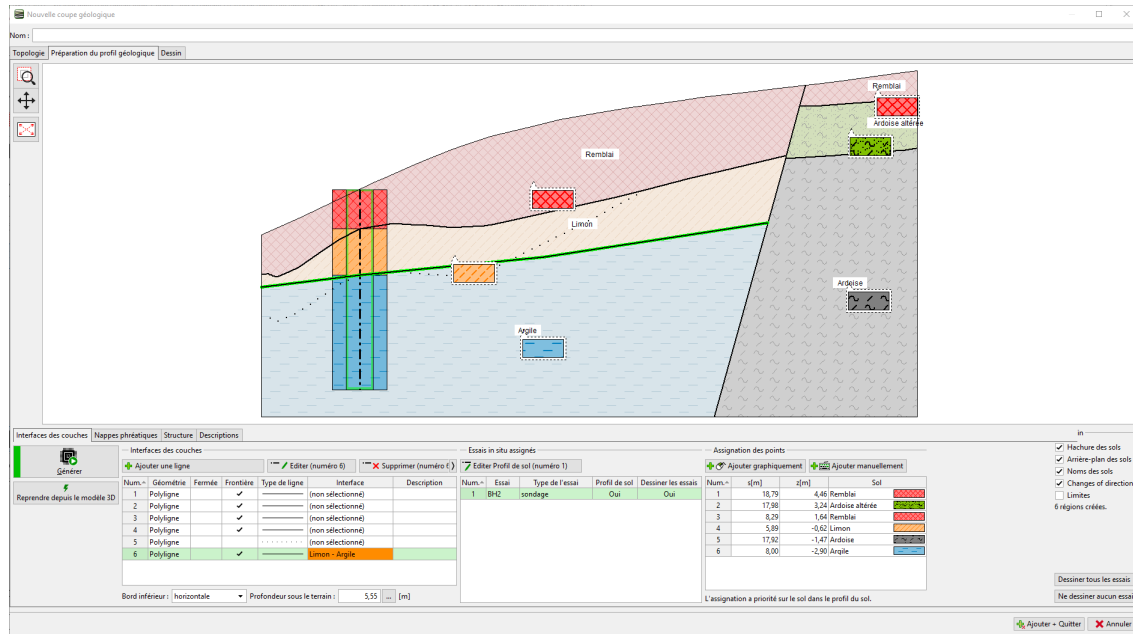 Nouvelle coupe géologique
Nom :
Topologie Préparation du profil géologique Dessin
Remblai
Ardoise altérée
Remblai
Limon
Ardoise
Argile
Interfaces des couches Nappes phréatiques Structure Descriptions
in
Générer
Reprendre depuis le modèle 3D
Interfaces des couches
Ajouter une ligne Editer (numéro 6) Supprimer (numéro 6)
Num. Géométrie Fermée Frontière Type de ligne Interface Description
1 Polyligne (non sélectionné)
2 Polyligne (non sélectionné)
3 Polyligne (non sélectionné)
4 Polyligne (non sélectionné)
5 Polyligne (non sélectionné)
6 Polyligne Limon - Argile
Bord inférieur : horizontale Profondeur sous le terrain : 5,55 ... [m]
Essais in situ assignés
Editer Profil de sol (numéro 1)
Num. Essai Type de l'essai Profil de sol Dessiner les essais
1 BH2 sondage Oui Oui
Assignation des points
Ajouter graphiquement Ajouter manuellement
Num. s[m] z[m] Sol
1 18,79 4,46 Remblai
2 17,98 3,24 Ardoise altérée
3 8,29 1,64 Remblai
4 5,89 -0,62 Limon
5 17,92 -1,47 Ardoise
6 8,00 -2,90 Argile
L'assignation a priorité sur le sol dans le profil du sol.
Hachure des sols
Arrière-plan des sols
Noms des sols
Changes of direction
Limites
6 régions créées.
Dessiner tous les essais
Ne dessiner aucun essai
Ajouter + Quitter Annuler